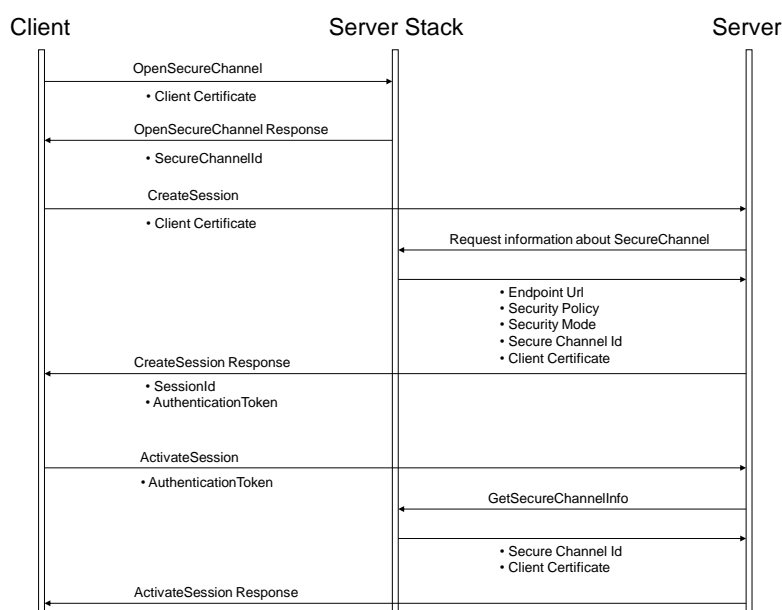 Client Server Stack Server
OpenSecureChannel
• Client Certificate
OpenSecureChannel Response
• SecureChannelId
CreateSession
• Client Certificate
Request information about SecureChannel
• Endpoint Url
• Security Policy
• Security Mode
• Secure Channel Id
• Client Certificate
CreateSession Response
• SessionId
• AuthenticationToken
ActivateSession
• AuthenticationToken
GetSecureChannelInfo
• Secure Channel Id
• Client Certificate
ActivateSession Response